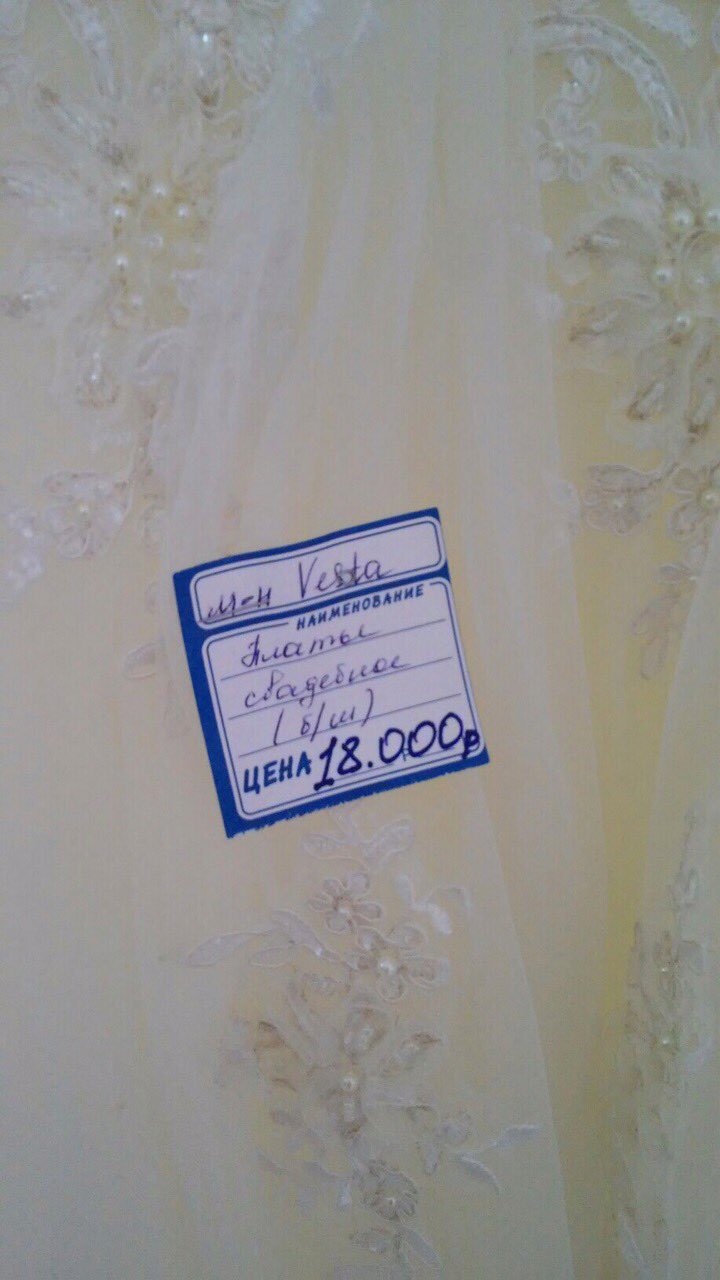 м-н Vesta
НАИМЕНОВАНИЕ
Платье
свадебное
(б/ш)
ЦЕНА 18.000р